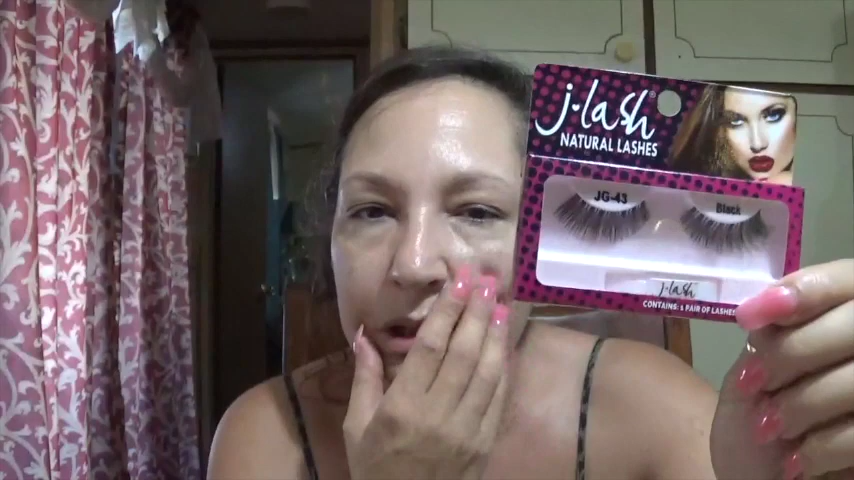 j•lash®
NATURAL LASHES
JG-43
Black
j•lash
CONTAINS: 1 PAIR OF LASHES